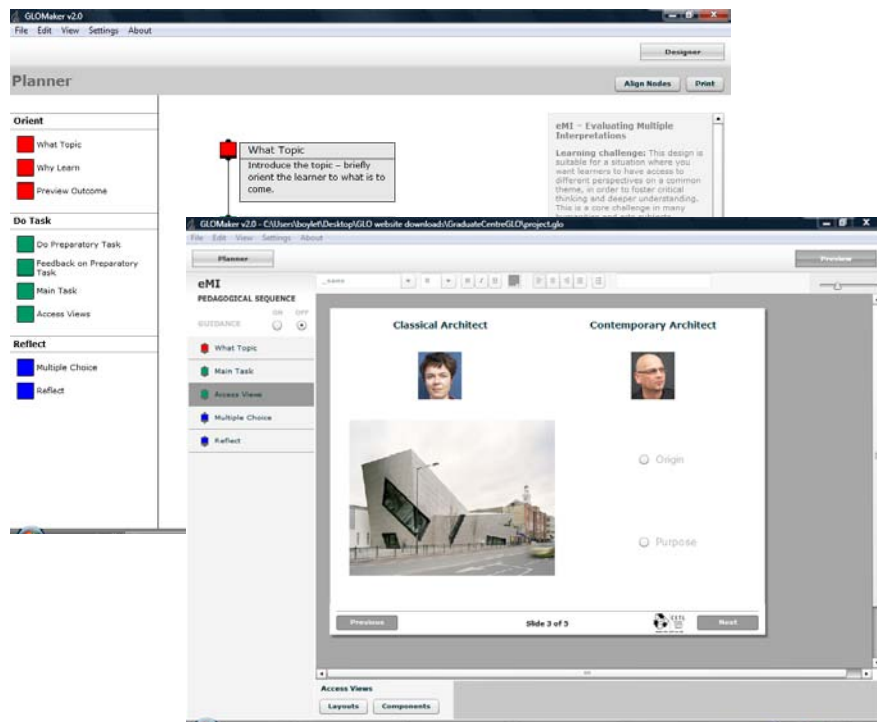 GLOMaker v2.0
File Edit View Settings About
Designer
Planner
Align Nodes Print
Orient
What Topic
Why Learn
Preview Outcome
Do Task
Do Preparatory Task
Feedback on Preparatory
Task
Main Task
Access Views
Reflect
Multiple Choice
Reflect
What Topic
Introduce the topic – briefly
orient the learner to what is to
come.
eMI – Evaluating Multiple
Interpretations
Learning challenge: This design is
suitable for a situation where you
want learners to have access to
different perspectives on a common
theme, in order to foster critical
thinking and deeper understanding.
This is a core challenge in many
GLOMaker v2.0 - C:\Users\boylet\Desktop\GLO website downloads\GraduateCentreGLO\project.glo
File Edit View Settings About
Planner
Preview
eMI
PEDAGOGICAL SEQUENCE
ON OFF
GUIDANCE
What Topic
Main Task
Access Views
Multiple Choice
Reflect
Classical Architect
Contemporary Architect
Origin
Purpose
Previous
Slide 3 of 5
Next
Access Views
Layouts Components